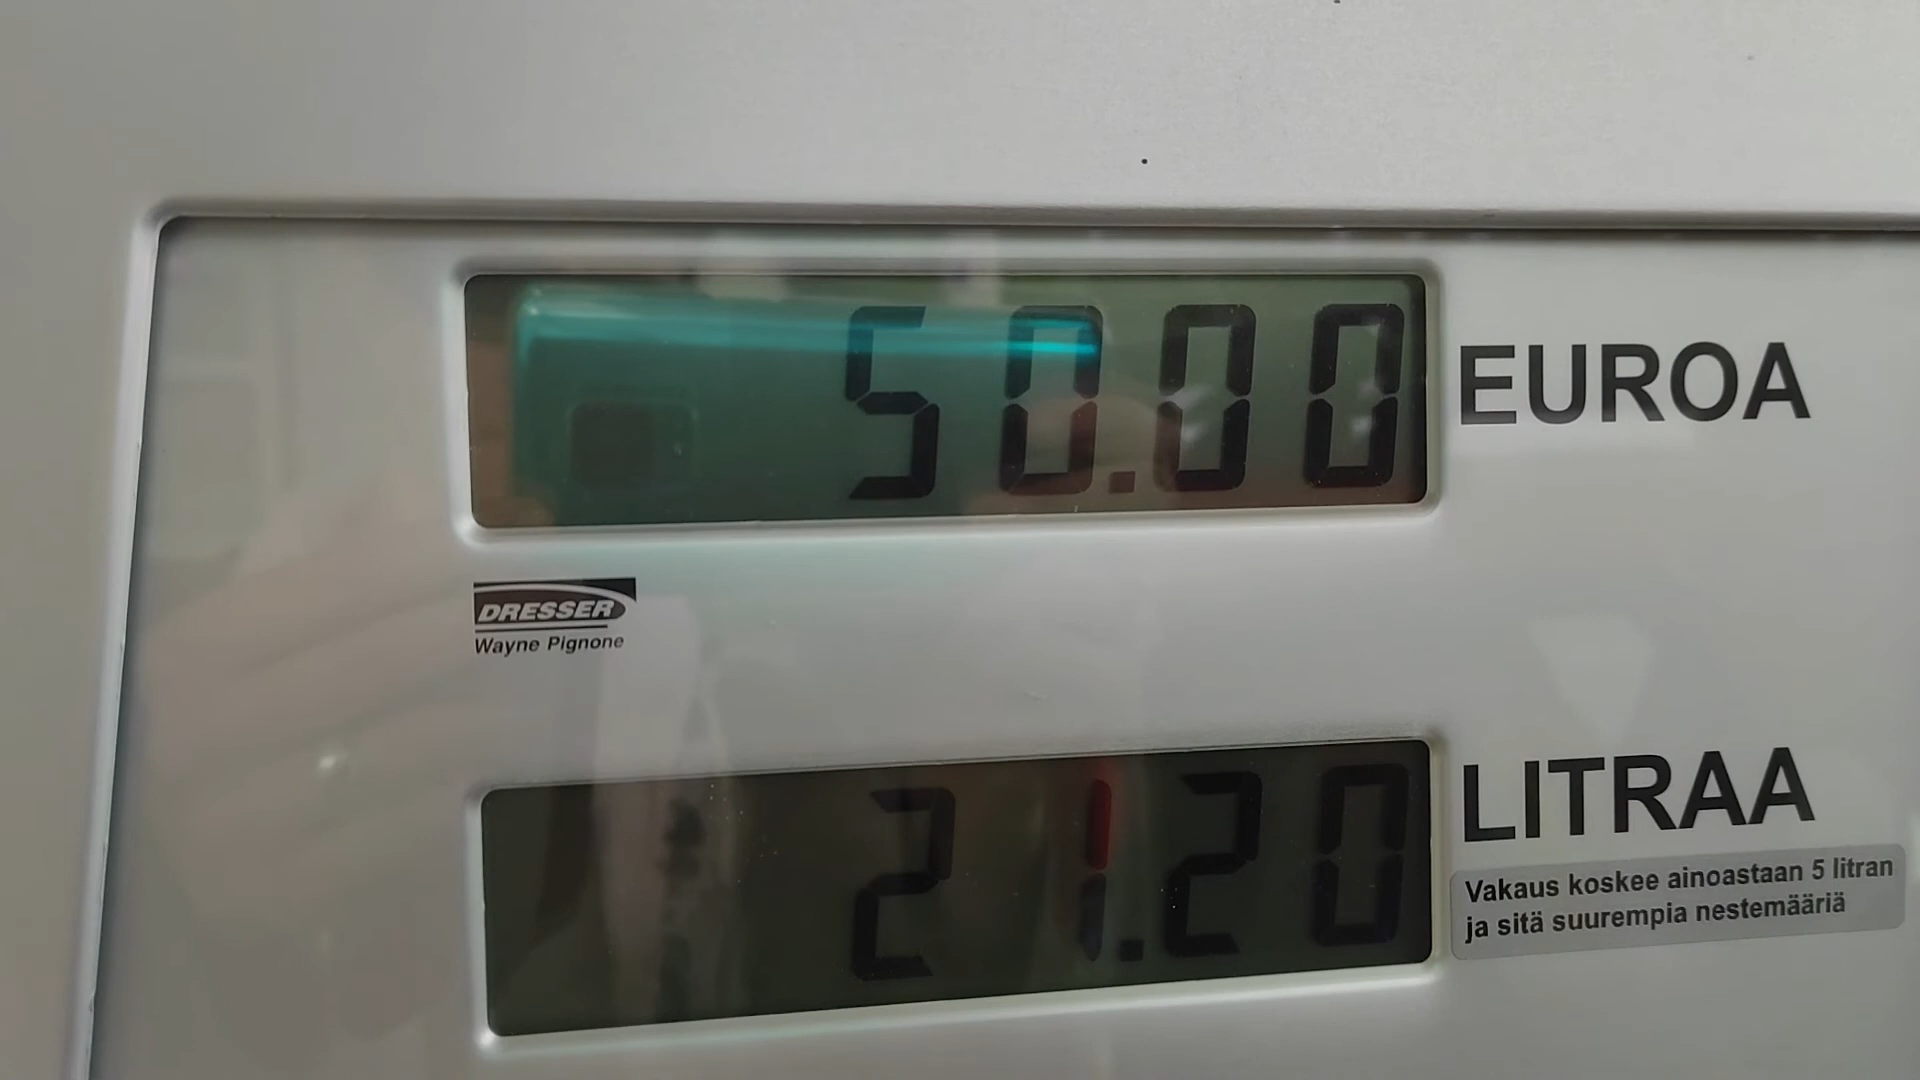 50.00 EUROA
DRESSER
Wayne Pignone
21.20 LITRAA
Vakaus koskee ainoastaan 5 litran
ja sitä suurempia nestemääriä